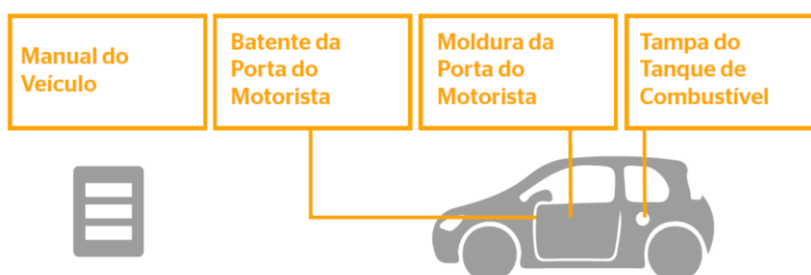 Manual do
Veículo
Batente da
Porta do
Motorista
Moldura da
Porta do
Motorista
Tampa do
Tanque de
Combustível